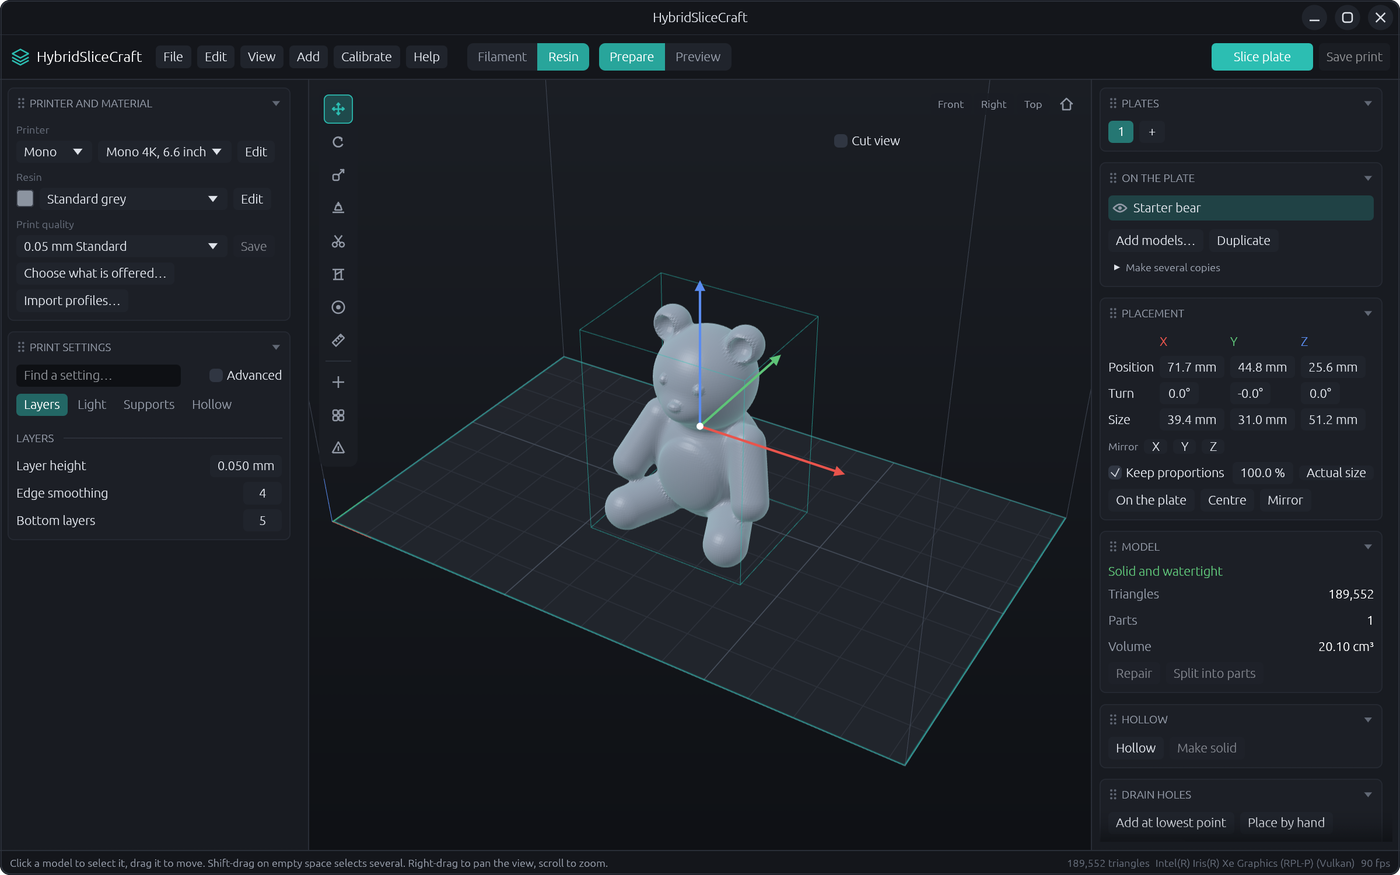 HybridSliceCraft
HybridSliceCraft File Edit View Add Calibrate Help Filament Resin Prepare Preview Slice plate Save print
PRINTER AND MATERIAL
Printer
Mono Mono 4K, 6.6 inch Edit
Resin
Standard grey Edit
Print quality
0.05 mm Standard Save
Choose what is offered…
Import profiles…
PRINT SETTINGS
Find a setting… Advanced
Layers Light Supports Hollow
LAYERS
Layer height 0.050 mm
Edge smoothing 4
Bottom layers 5
Front Right Top
Cut view
PLATES
1 +
ON THE PLATE
Starter bear
Add models… Duplicate
Make several copies
PLACEMENT
X Y Z
Position 71.7 mm 44.8 mm 25.6 mm
Turn 0.0° -0.0° 0.0°
Size 39.4 mm 31.0 mm 51.2 mm
Mirror X Y Z
Keep proportions 100.0 % Actual size
On the plate Centre Mirror
MODEL
Solid and watertight
Triangles 189,552
Parts 1
Volume 20.10 cm³
Repair Split into parts
HOLLOW
Hollow Make solid
DRAIN HOLES
Add at lowest point Place by hand
Click a model to select it, drag it to move. Shift-drag on empty space selects several. Right-drag to pan the view, scroll to zoom.
189,552 triangles Intel(R) Iris(R) Xe Graphics (RPL-P) (Vulkan) 90 fps